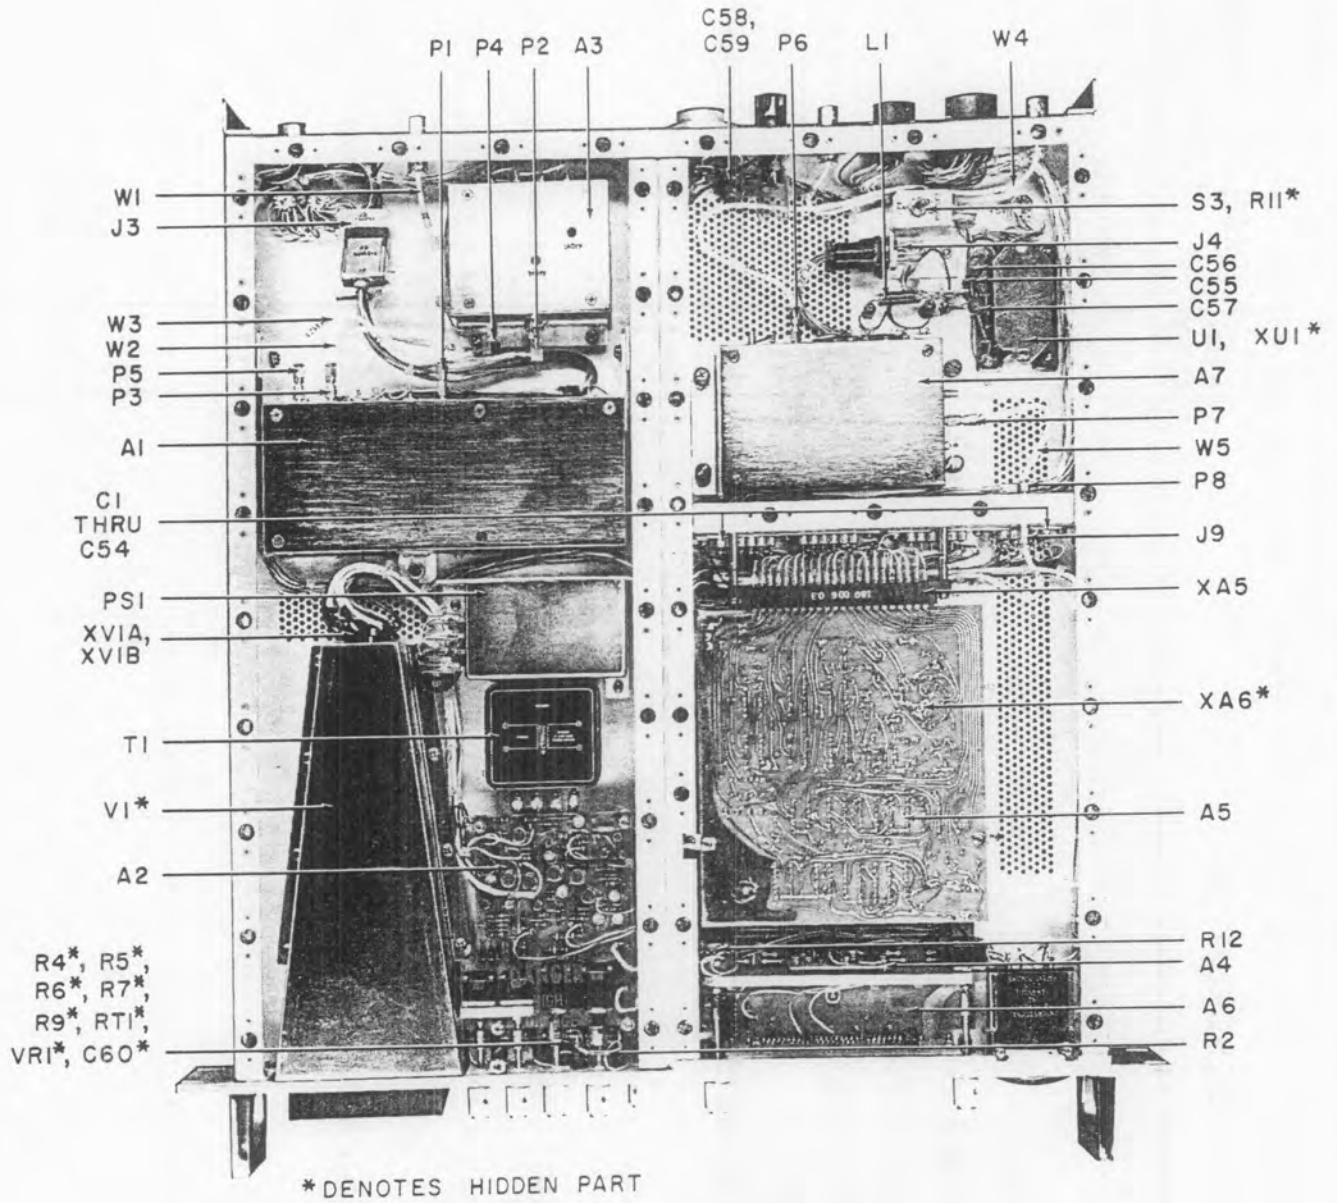 C58,
C59
P1 P4 P2 A3
P6 L1 W4
W1
J3
W3
W2
P5
P3
A1
C1
THRU
C54
PS1
XV1A,
XV1B
T1
V1*
A2
R4*, R5*,
R6*, R7*,
R9*, RT1*,
VR1*, C60*
S3, R11*
J4
C56
C55
C57
U1, XU1*
A7
P7
W5
P8
J9
XA5
XA6*
A5
R12
A4
A6
R2
*DENOTES HIDDEN PART